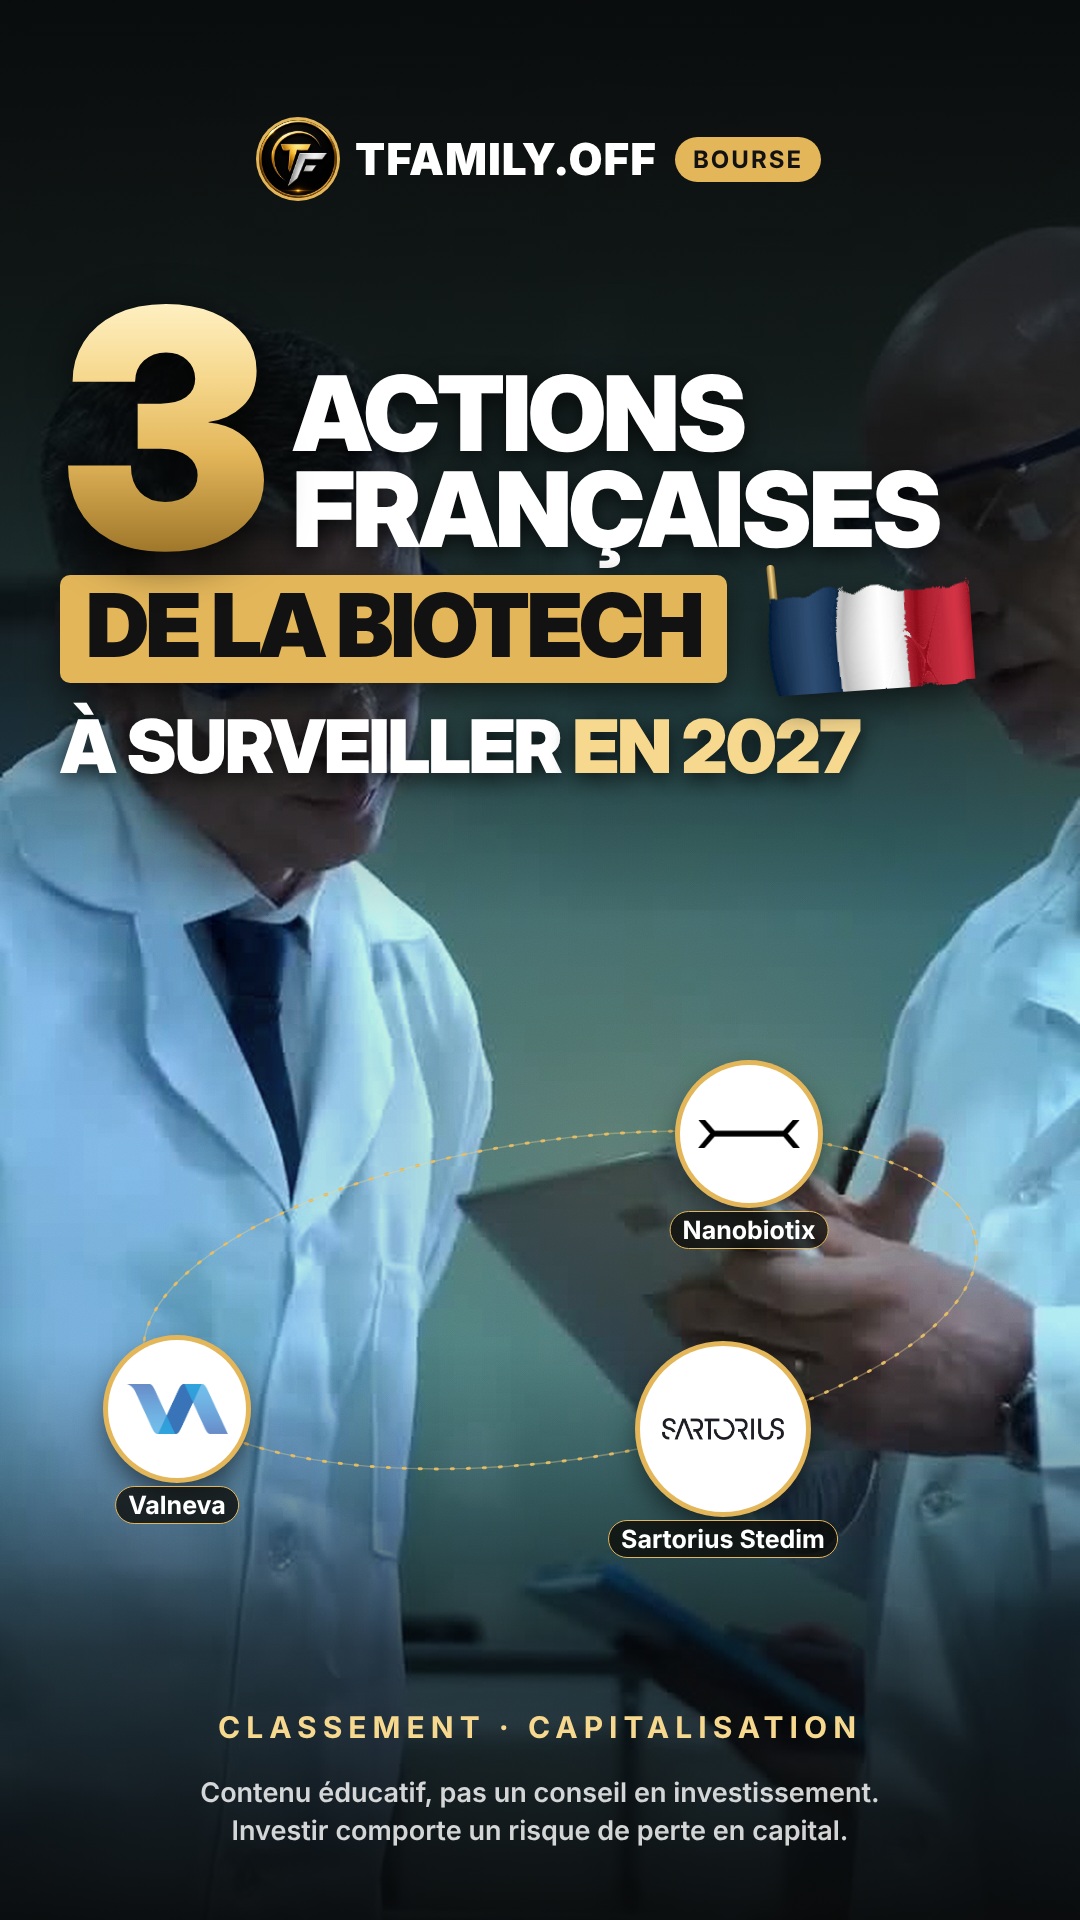 TF
TFAMILY.OFF BOURSE
3 ACTIONS
FRANÇAISES
DE LA BIOTECH
À SURVEILLER EN 2027
Nanobiotix
SARTORIUS
Valneva
Sartorius Stedim
CLASSEMENT · CAPITALISATION
Contenu éducatif, pas un conseil en investissement.
Investir comporte un risque de perte en capital.